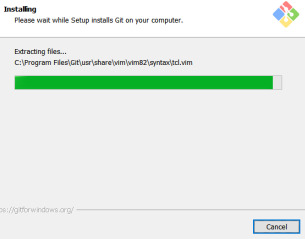 Installing
Please wait while Setup installs Git on your computer.
Extracting files...
C:\Program Files\Git\usr\share\vim\vim82\syntax\tcl.vim
ps://gitforwindows.org/
Cancel